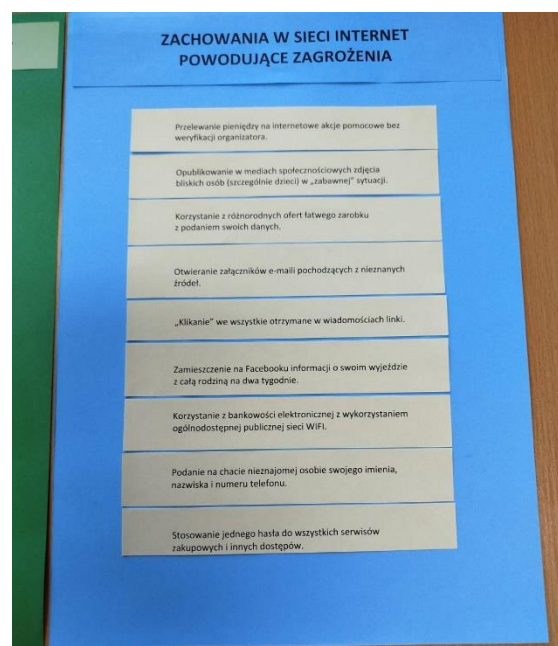 ZACHOWANIA W SIECI INTERNET
POWODUJĄCE ZAGROŻENIA
Przelewanie pieniędzy na internetowe akcje pomocowe bez
weryfikacji organizatora.
Opublikowanie w mediach społecznościowych zdjęcia
bliskich osób (szczególnie dzieci) w „zabawnej” sytuacji.
Korzystanie z różnorodnych ofert łatwego zarobku
z podaniem swoich danych.
Otwieranie załączników e-maili pochodzących z nieznanych
źródeł.
„Klikanie” we wszystkie otrzymane w wiadomościach linki.
Zamieszczenie na Facebooku informacji o swoim wyjeździe
z całą rodziną na dwa tygodnie.
Korzystanie z bankowości elektronicznej z wykorzystaniem
ogólnodostępnej publicznej sieci WIFI.
Podanie na chacie nieznajomej osobie swojego imienia,
nazwiska i numeru telefonu.
Stosowanie jednego hasła do wszystkich serwisów
zakupowych i innych dostępów.